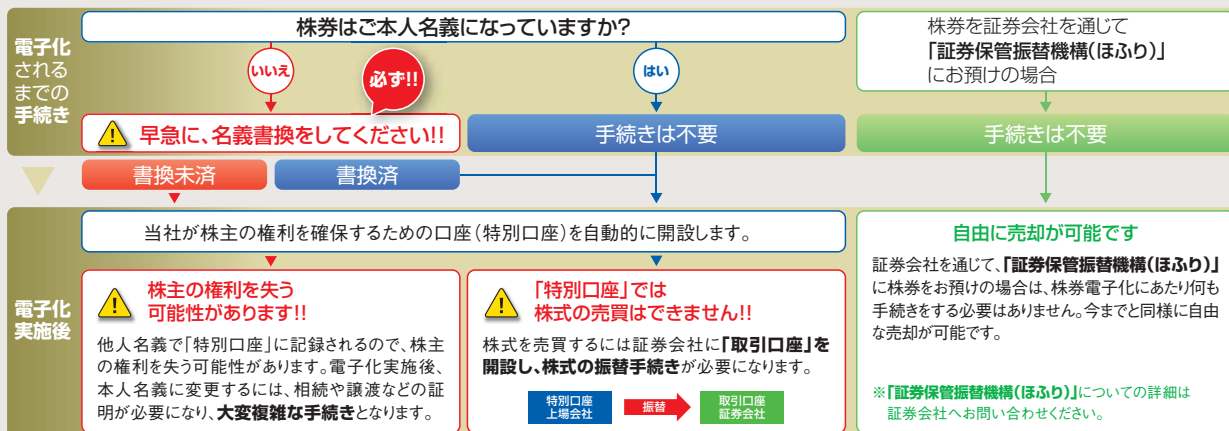 電子化
される
までの
手続き
株券はご本人名義になっていますか?
いいえ
必ず!!
はい
早急に、名義書換をしてください!!
手続きは不要
株券を証券会社を通じて
「証券保管振替機構(ほふり)」
にお預けの場合
手続きは不要
書換未済
書換済
電子化
実施後
当社が株主の権利を確保するための口座(特別口座)を自動的に開設します。
株主の権利を失う
可能性があります!!
他人名義で「特別口座」に記録されるので、株主
の権利を失う可能性があります。電子化実施後、
本人名義に変更するには、相続や譲渡などの証
明が必要になり、大変複雑な手続きとなります。
「特別口座」では
株式の売買はできません!!
株式を売買するには証券会社に「取引口座」を
開設し、株式の振替手続きが必要になります。
特別口座
上場会社
振替
取引口座
証券会社
自由に売却が可能です
証券会社を通じて、「証券保管振替機構(ほふり)」
に株券をお預けの場合は、株券電子化にあたり何も
手続きをする必要はありません。今までと同様に自由
な売却が可能です。
※「証券保管振替機構(ほふり)」についての詳細は
証券会社へお問い合わせください。